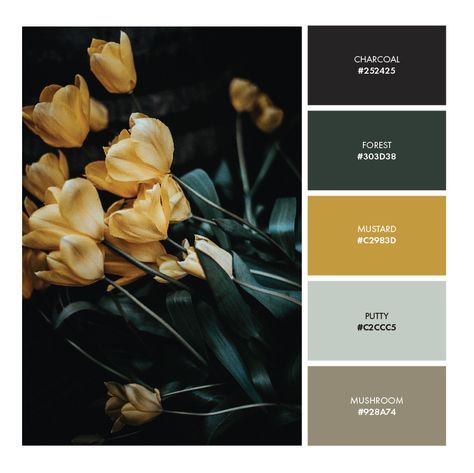 CHARCOAL
#252425
FOREST
#303D38
MUSTARD
#C2983D
PUTTY
#C2CCC5
MUSHROOM
#928A74